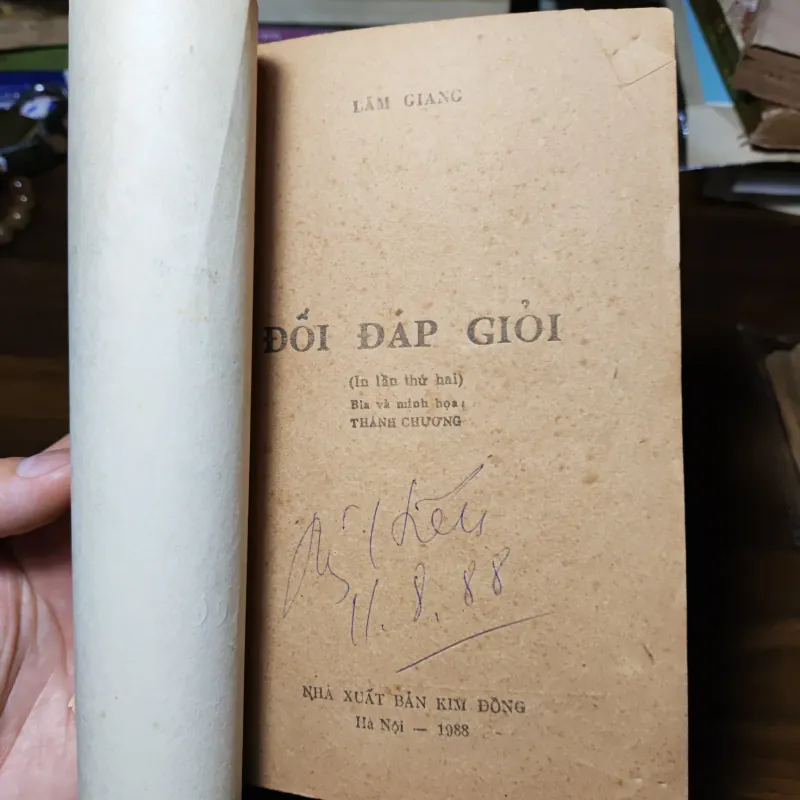 LÂM GIANG
ĐỐI ĐÁP GIỎI
(In lần thứ hai)
Bìa và minh họa:
THÀNH CHƯƠNG
11.8.88
NHÀ XUẤT BẢN KIM ĐỒNG
Hà Nội — 1988